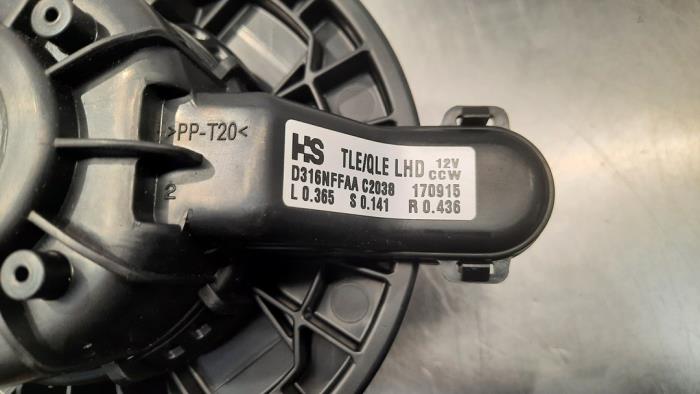 >PP-T20<
2
HS TLE/QLE LHD 12V CCW
D316NFFAA C2038 170915
L 0.365 S 0.141 R 0.436